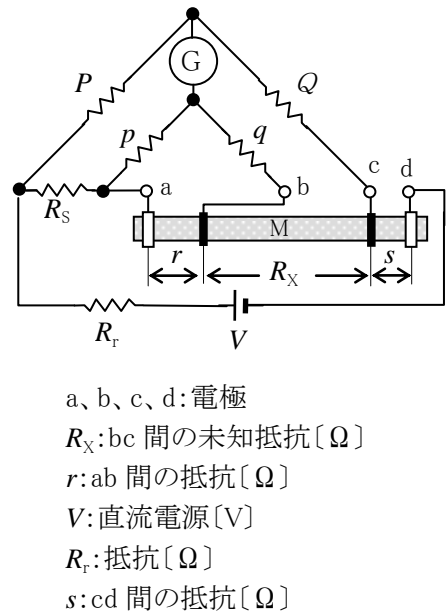 G
P
Q
p
q
a
b
c
d
R_S
M
r
R_X
s
R_r
V
a、b、c、d:電極
R_X:bc 間の未知抵抗〔Ω〕
r:ab 間の抵抗〔Ω〕
V:直流電源〔V〕
R_r:抵抗〔Ω〕
s:cd 間の抵抗〔Ω〕